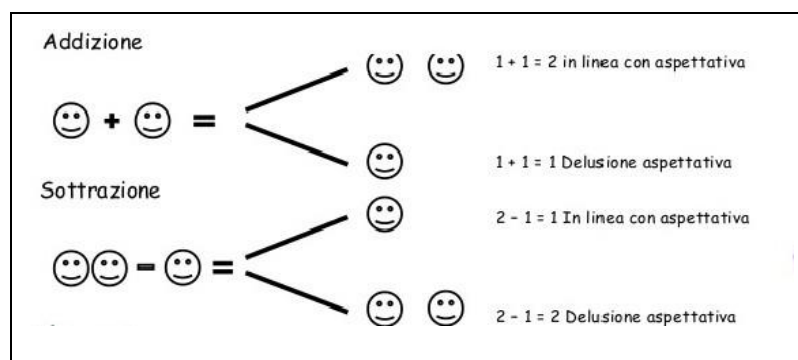 Addizione
1 + 1 = 2 in linea con aspettativa
+ =
1 + 1 = 1 Delusione aspettativa
Sottrazione
2 - 1 = 1 In linea con aspettativa
- =
2 - 1 = 2 Delusione aspettativa